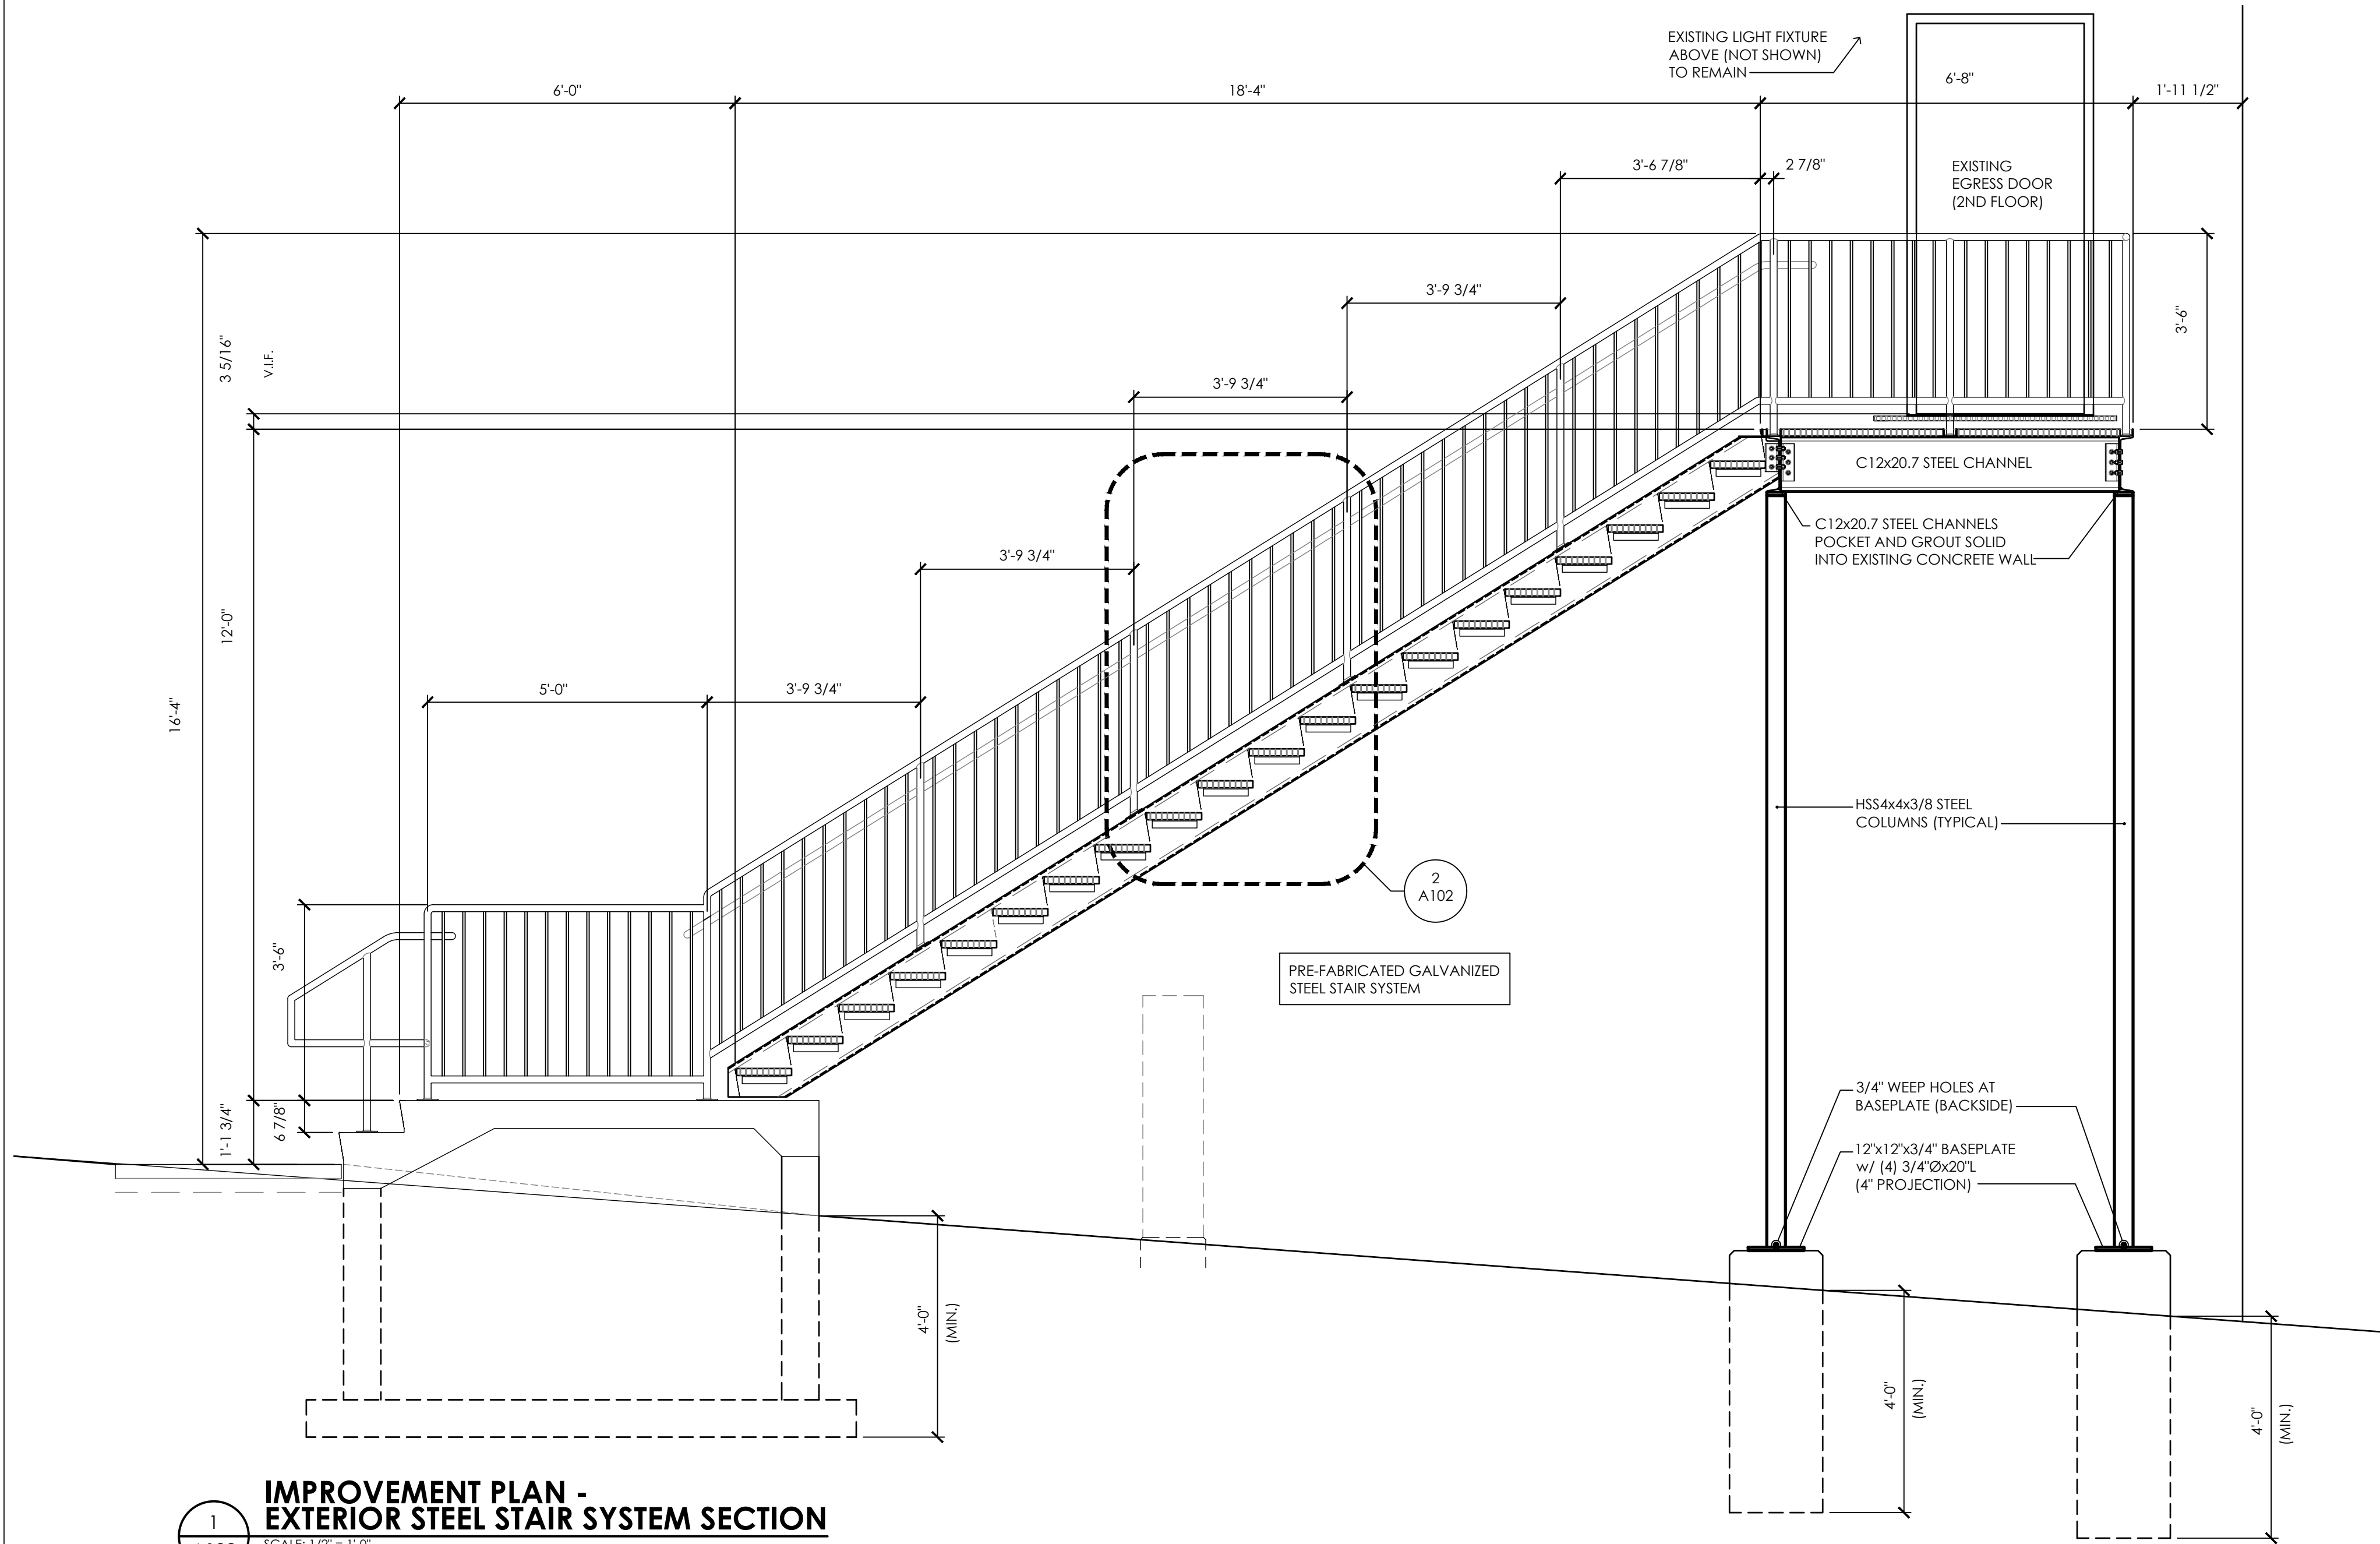 EXISTING LIGHT FIXTURE
ABOVE (NOT SHOWN)
TO REMAIN
6'-0"
18'-4"
6'-8"
1'-11 1/2"
3'-6 7/8"
2 7/8"
EXISTING
EGRESS DOOR
(2ND FLOOR)
3'-9 3/4"
3'-6"
3 5/16"
V.I.F.
3'-9 3/4"
C12x20.7 STEEL CHANNEL
C12x20.7 STEEL CHANNELS
POCKET AND GROUT SOLID
INTO EXISTING CONCRETE WALL
3'-9 3/4"
12'-0"
5'-0"
3'-9 3/4"
16'-4"
HSS4x4x3/8 STEEL
COLUMNS (TYPICAL)
2
A102
3'-6"
PRE-FABRICATED GALVANIZED
STEEL STAIR SYSTEM
3/4" WEEP HOLES AT
BASEPLATE (BACKSIDE)
1'-1 3/4"
6 7/8"
12"x12"x3/4" BASEPLATE
w/ (4) 3/4"Øx20"L
(4" PROJECTION)
4'-0"
(MIN.)
4'-0"
(MIN.)
4'-0"
(MIN.)
1
IMPROVEMENT PLAN -
EXTERIOR STEEL STAIR SYSTEM SECTION
SCALE: 1/2" = 1'-0"